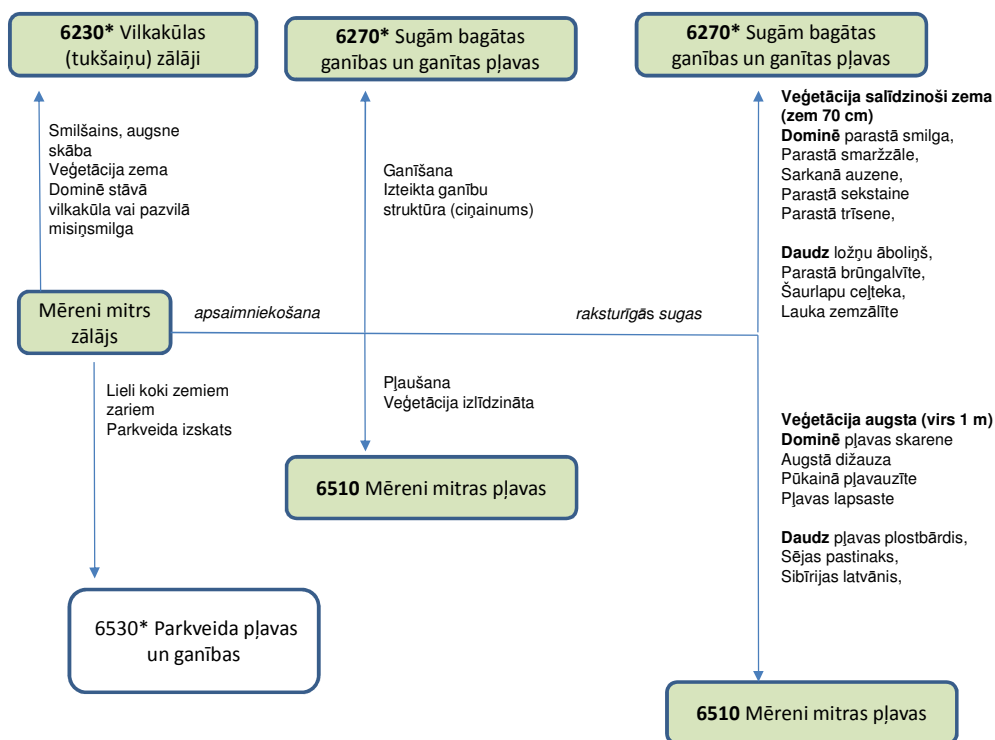 6230* Vilkakūlas
(tukšaiņu) zālāji
6270* Sugām bagātas
ganības un ganītas pļavas
6270* Sugām bagātas
ganības un ganītas pļavas
Smilšains, augsne
skāba
Veģetācija zema
Dominē stāvā
vilkakūla vai pazvilā
misiņsmilga
Ganīšana
Izteikta ganību
struktūra (ciņainums)
Veģetācija salīdzinoši zema
(zem 70 cm)
Dominē parastā smilga,
Parastā smaržzāle,
Sarkanā auzene,
Parastā sekstaine
Parastā trīsene,
Daudz ložņu āboliņš,
Parastā brūngalvīte,
Šaurlapu ceļteka,
Lauka zemzālīte
Mēreni mitrs
zālājs
apsaimniekošana
raksturīgās sugas
Lieli koki zemiem
zariem
Parkveida izskats
Pļaušana
Veģetācija izlīdzināta
Veģetācija augsta (virs 1 m)
Dominē pļavas skarene
Augstā dižauza
Pūkainā pļavauzīte
Pļavas lapsaste
Daudz pļavas plostbārdis,
Sējas pastinaks,
Sibīrijas latvānis,
6510 Mēreni mitras pļavas
6530* Parkveida pļavas
un ganības
6510 Mēreni mitras pļavas